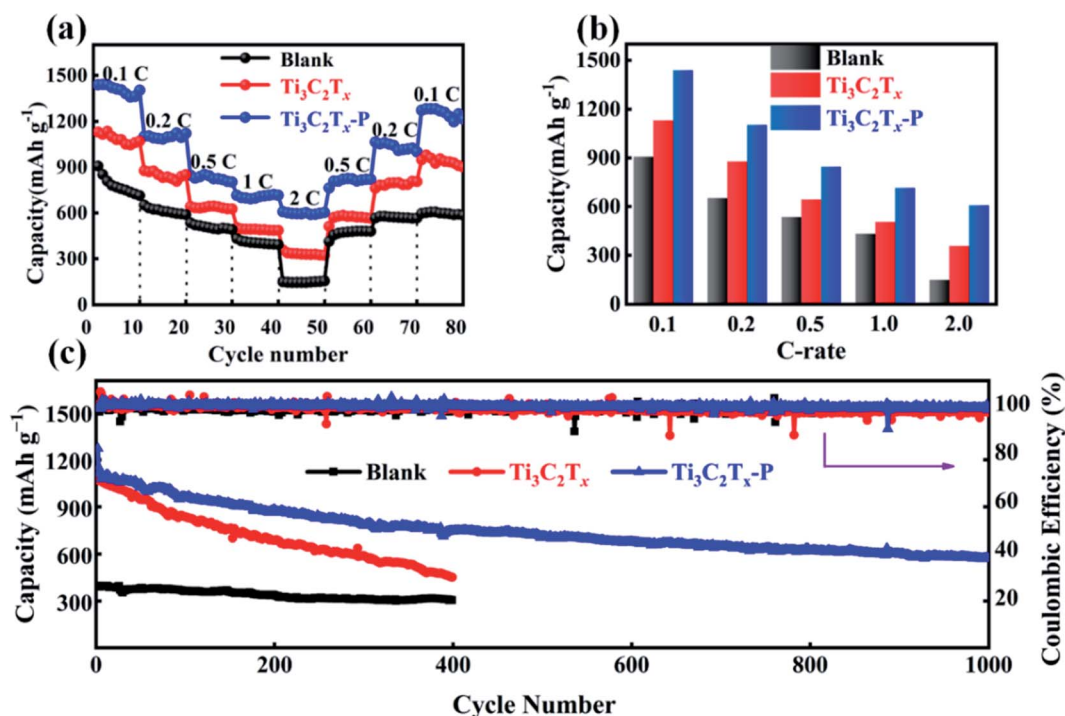 (a)
1500
1200
900
600
300
0
Capacity(mAh g⁻¹)
Blank
Ti₃C₂Tₓ
Ti₃C₂Tₓ-P
0.1 C
0.2 C
0.5 C
1 C
2 C
0.5 C
0.2 C
0.1 C
0 10 20 30 40 50 60 70 80
Cycle number
(b)
1500
1200
900
600
300
0
Capacity(mAh g⁻¹)
Blank
Ti₃C₂Tₓ
Ti₃C₂Tₓ-P
0.1 0.2 0.5 1.0 2.0
C-rate
(c)
1500
1200
900
600
300
Capacity (mAh g⁻¹)
Blank Ti₃C₂Tₓ Ti₃C₂Tₓ-P
100
80
60
40
20
Coulombic Efficiency (%)
0 200 400 600 800 1000
Cycle Number